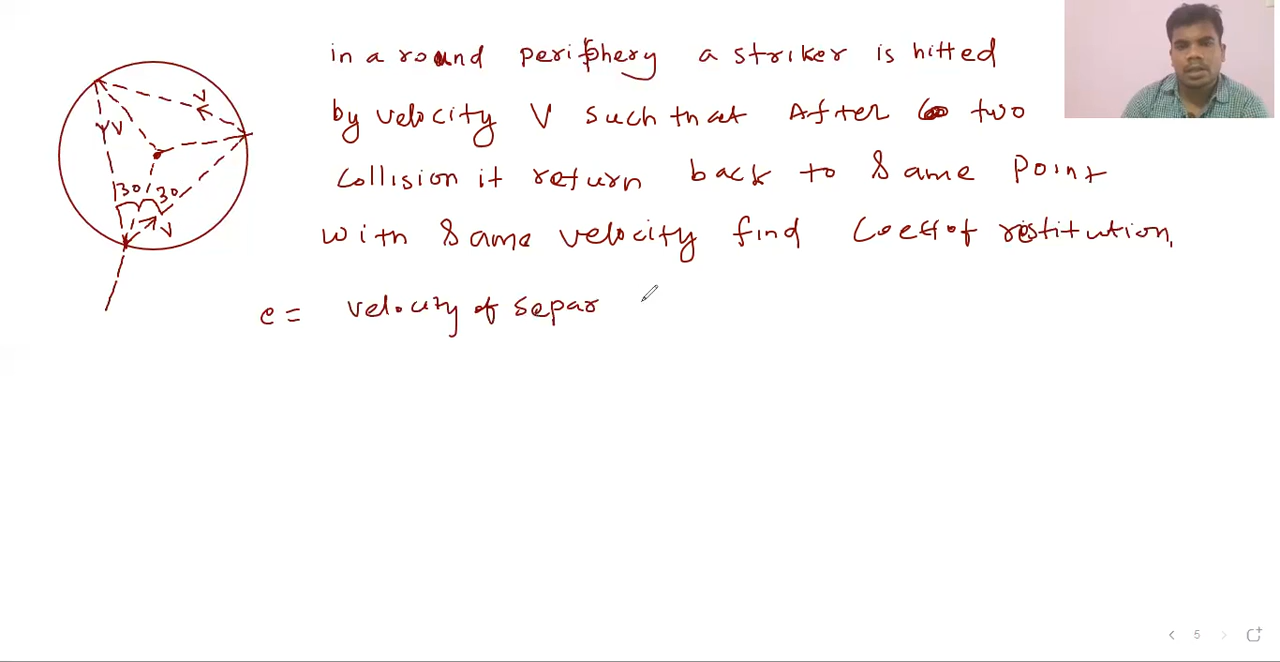 in a round periphery a striker is hitted
by velocity V such that After two
collision it return back to same point
with same velocity find Coeff of restitution,
V
V
30 30
V
e = velocity of separ
5